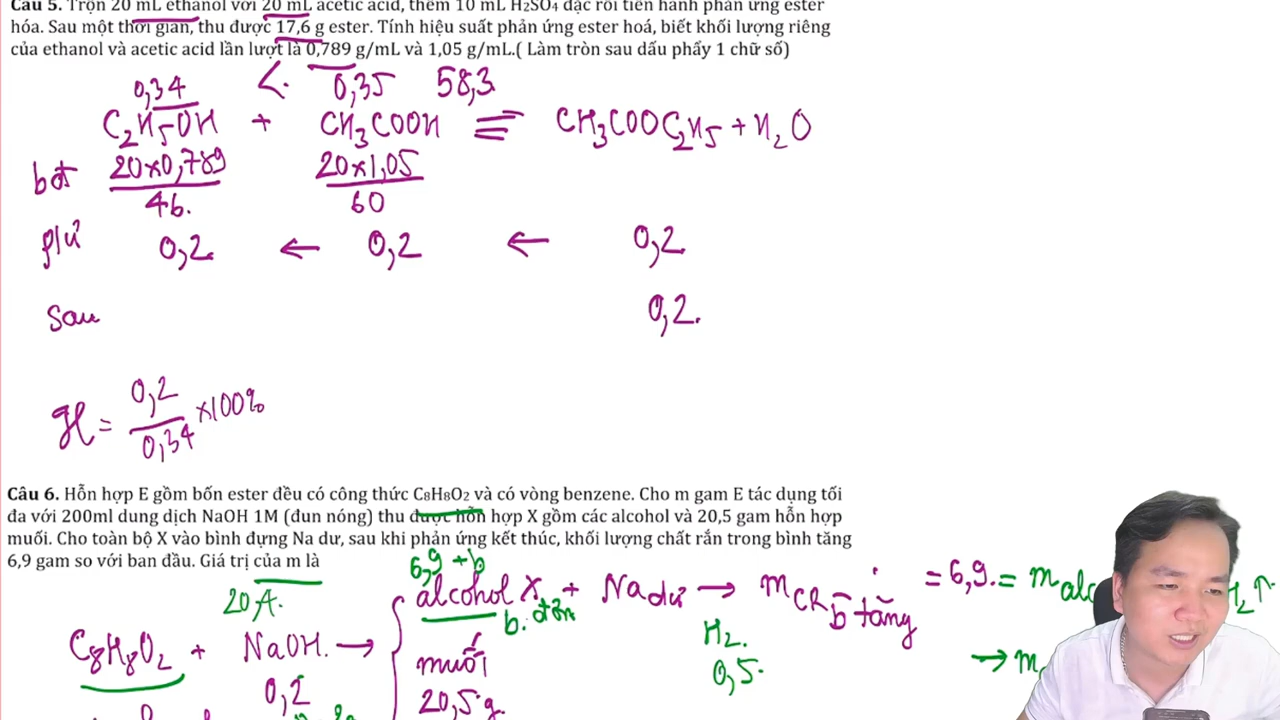 Câu 5. Trộn 20 mL ethanol với 20 mL acetic acid, thêm 10 mL H₂SO₄ đặc rồi tiến hành phản ứng ester
hóa. Sau một thời gian, thu được 17,6 g ester. Tính hiệu suất phản ứng ester hoá, biết khối lượng riêng
của ethanol và acetic acid lần lượt là 0,789 g/mL và 1,05 g/mL.( Làm tròn sau dấu phẩy 1 chữ số)
0,34 < 0,35 58,3
C₂H₅OH + CH₃COOH ⇌ CH₃COOC₂H₅ + H₂O
bđ 20×0,789 20×1,05
46. 60
pư 0,2 ← 0,2 ← 0,2
Sau 0,2.
H = 0,2 ×100%
0,34
Câu 6. Hỗn hợp E gồm bốn ester đều có công thức C₈H₈O₂ và có vòng benzene. Cho m gam E tác dụng tối
đa với 200ml dung dịch NaOH 1M (đun nóng) thu được hỗn hợp X gồm các alcohol và 20,5 gam hỗn hợp
muối. Cho toàn bộ X vào bình đựng Na dư, sau khi phản ứng kết thúc, khối lượng chất rắn trong bình tăng
6,9 gam so với ban đầu. Giá trị của m là
6,9 + b
alcohol X + Na dư → m CR b tăng = 6,9. = m
b. đơn
H₂.
0,5.
→ m
C₈H₈O₂ + NaOH. →
0,2
muối
20,5 g.